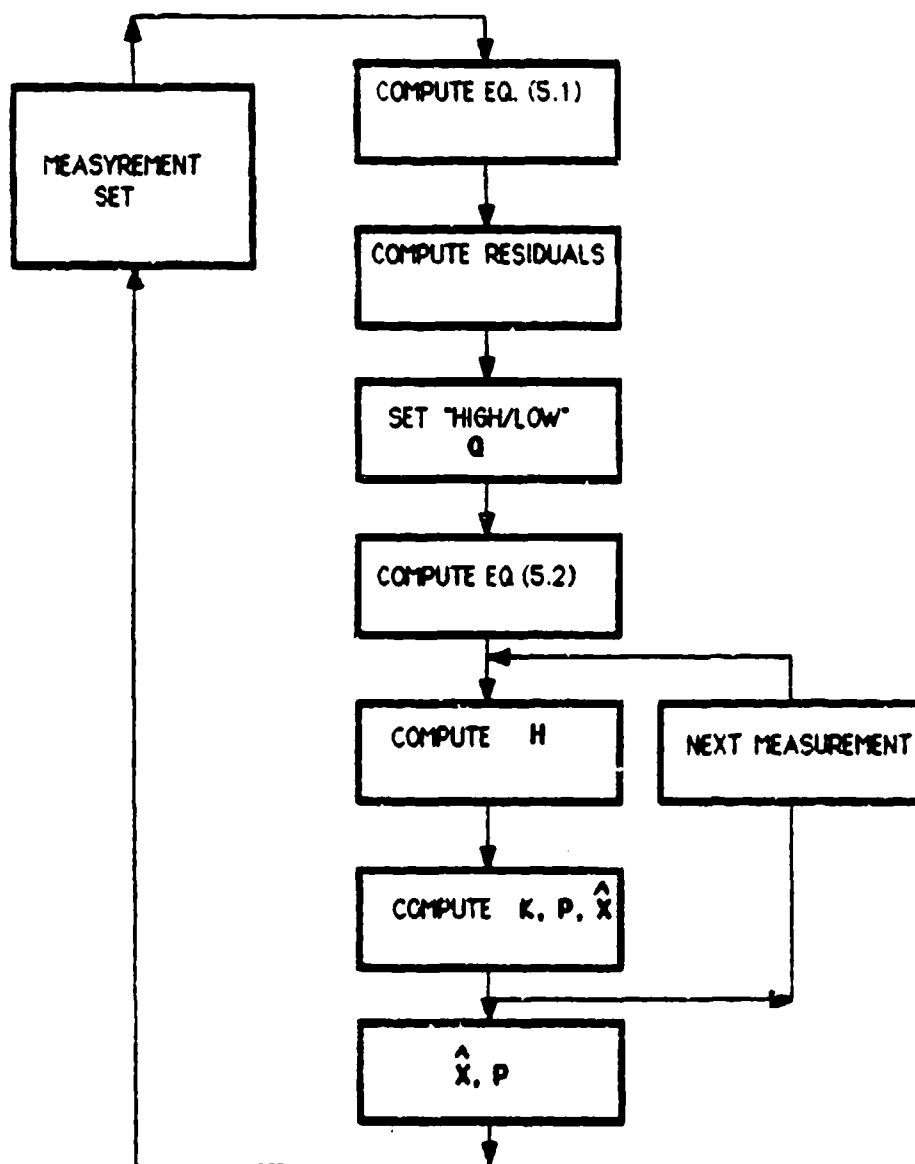 COMPUTE EQ. (5.1)
MEASYREMENT
SET
COMPUTE RESIDUALS
SET "HIGH/LOW"
Q
COMPUTE EQ (5.2)
COMPUTE H
NEXT MEASUREMENT
COMPUTE K, P, X̂
X̂, P